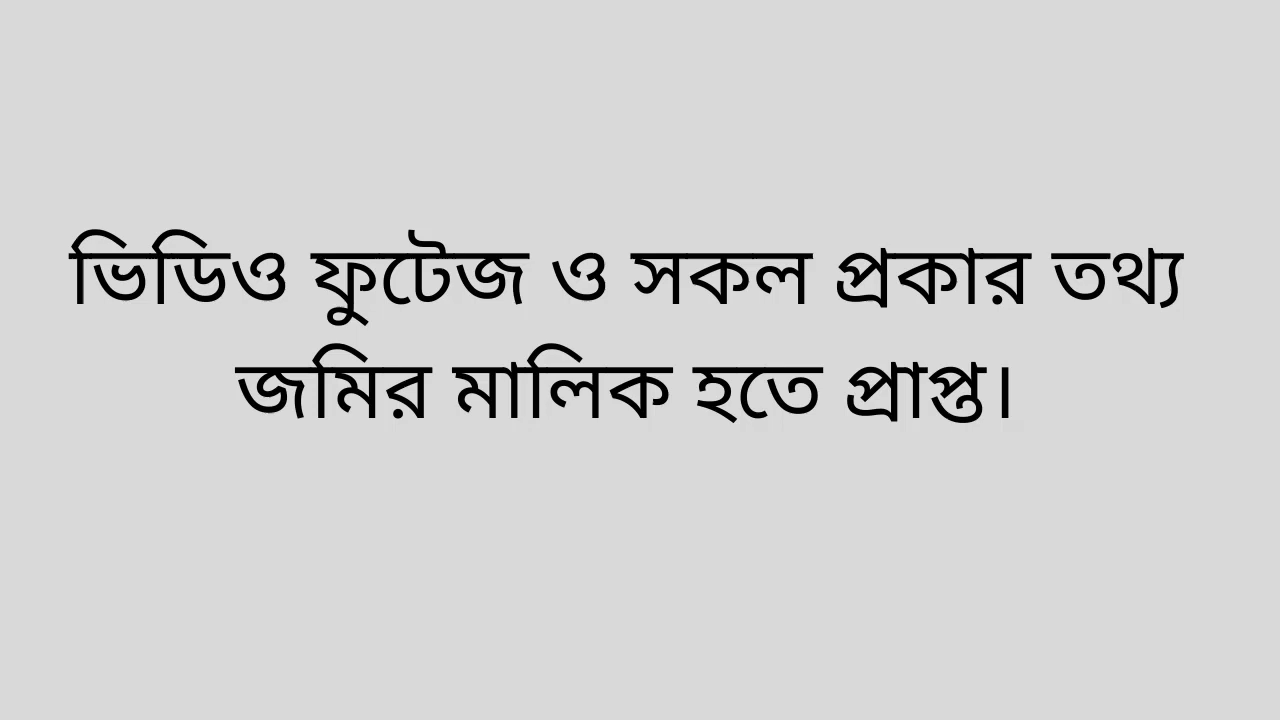 ভিডিও ফুটেজ ও সকল প্রকার তথ্য
জমির মালিক হতে প্রাপ্ত।